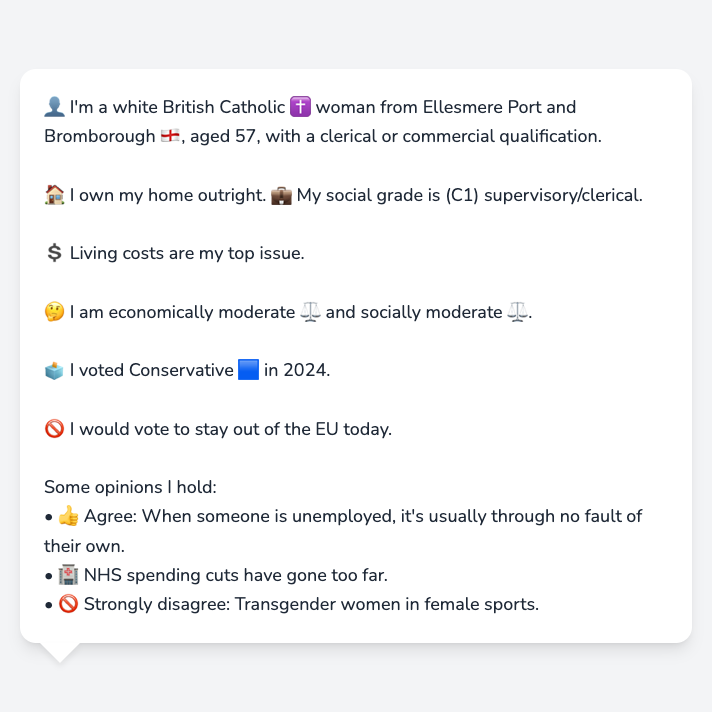 👤 I'm a white British Catholic ✝️ woman from Ellesmere Port and
Bromborough 🏴󠁧󠁢󠁥󠁮󠁧󠁿, aged 57, with a clerical or commercial qualification.
🏠 I own my home outright. 💼 My social grade is (C1) supervisory/clerical.
💲 Living costs are my top issue.
🤔 I am economically moderate ⚖️ and socially moderate ⚖️.
🗳️ I voted Conservative 🟦 in 2024.
🚫 I would vote to stay out of the EU today.
Some opinions I hold:
• 👍 Agree: When someone is unemployed, it's usually through no fault of
their own.
• 🏥 NHS spending cuts have gone too far.
• 🚫 Strongly disagree: Transgender women in female sports.